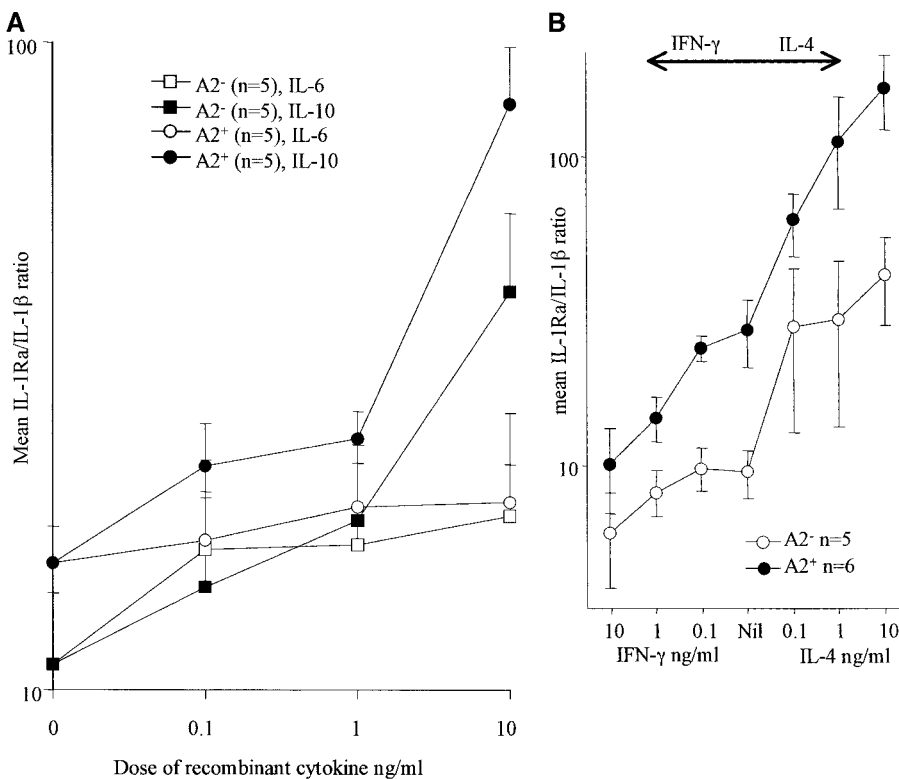 A
100
A2⁻ (n=5), IL-6
A2⁻ (n=5), IL-10
A2⁺ (n=5), IL-6
A2⁺ (n=5), IL-10
Mean IL-1Ra/IL-1β ratio
10
0 0.1 1 10
Dose of recombinant cytokine ng/ml
B
IFN-γ IL-4
100
mean IL-1Ra/IL-1β ratio
10
A2⁻ n=5
A2⁺ n=6
10 1 0.1 Nil 0.1 1 10
IFN-γ ng/ml IL-4 ng/ml